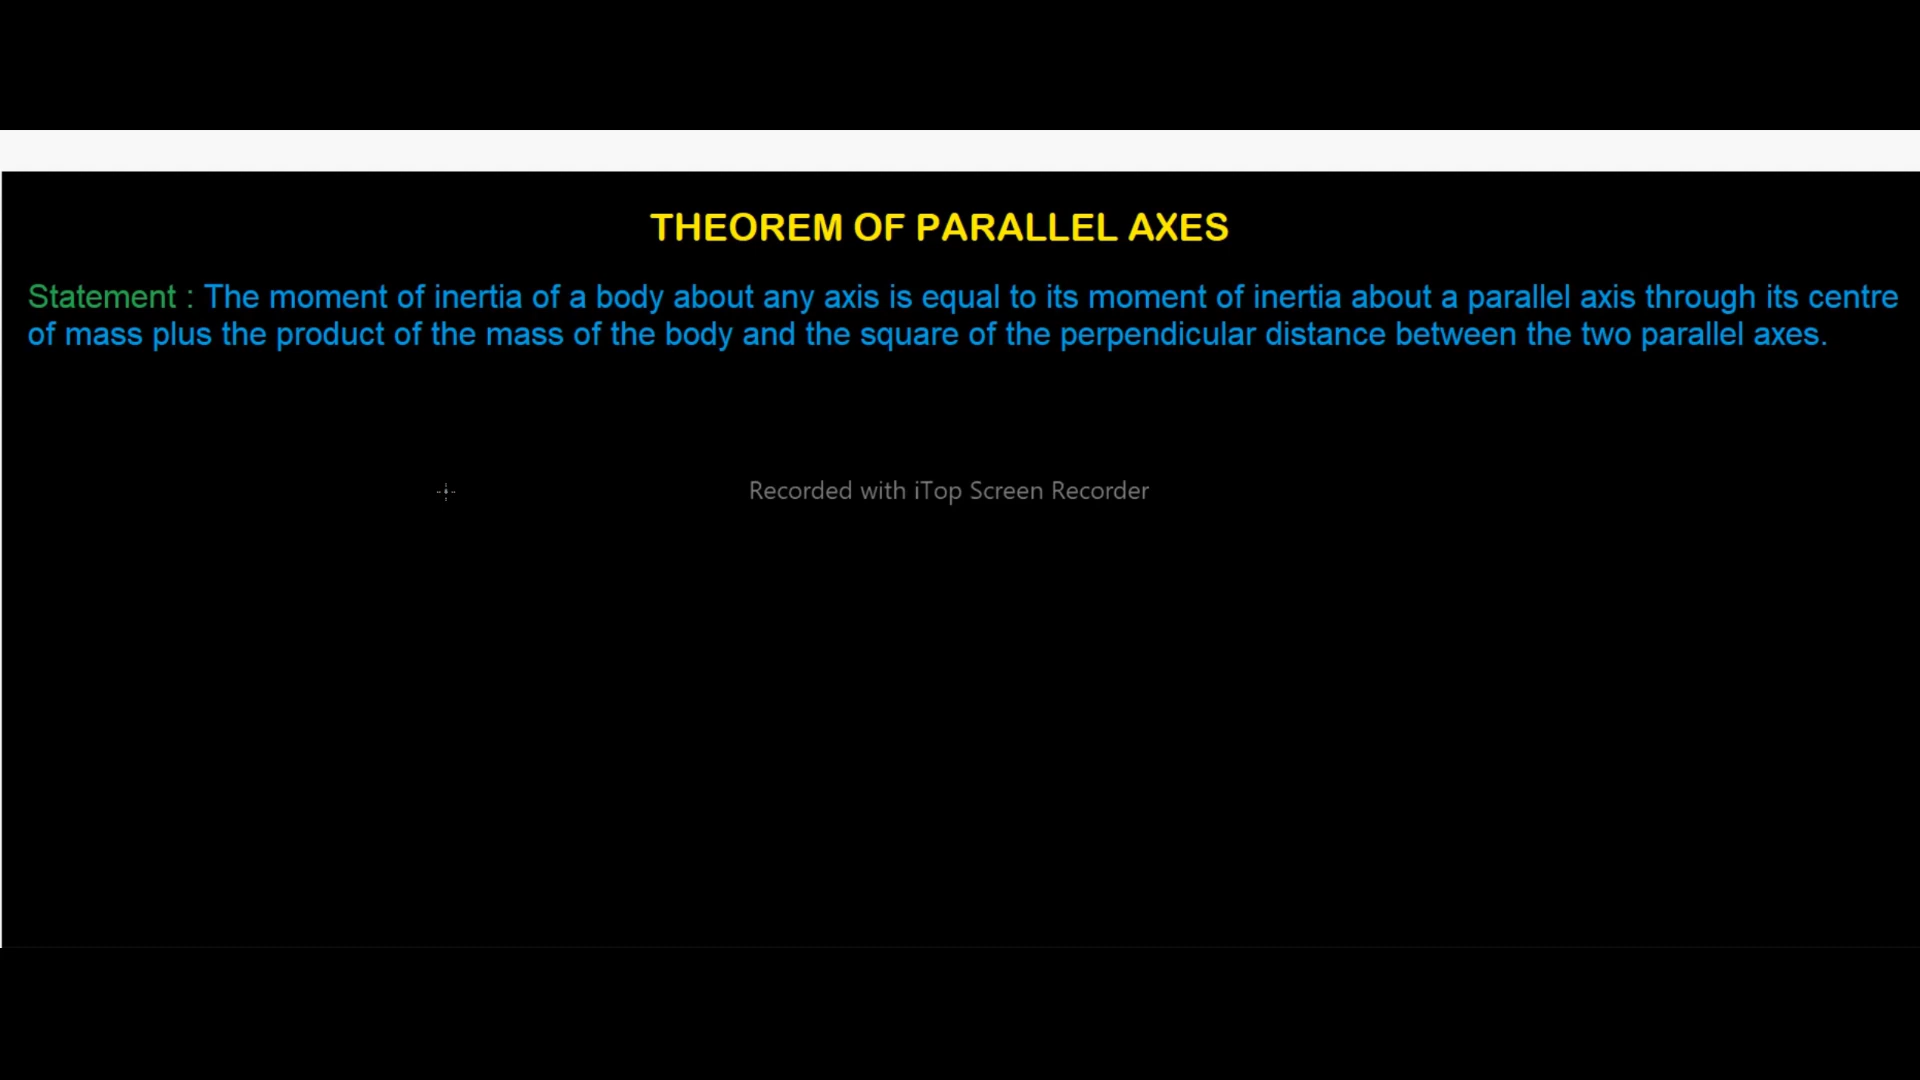 THEOREM OF PARALLEL AXES
Statement : The moment of inertia of a body about any axis is equal to its moment of inertia about a parallel axis through its centre
of mass plus the product of the mass of the body and the square of the perpendicular distance between the two parallel axes.
Recorded with iTop Screen Recorder